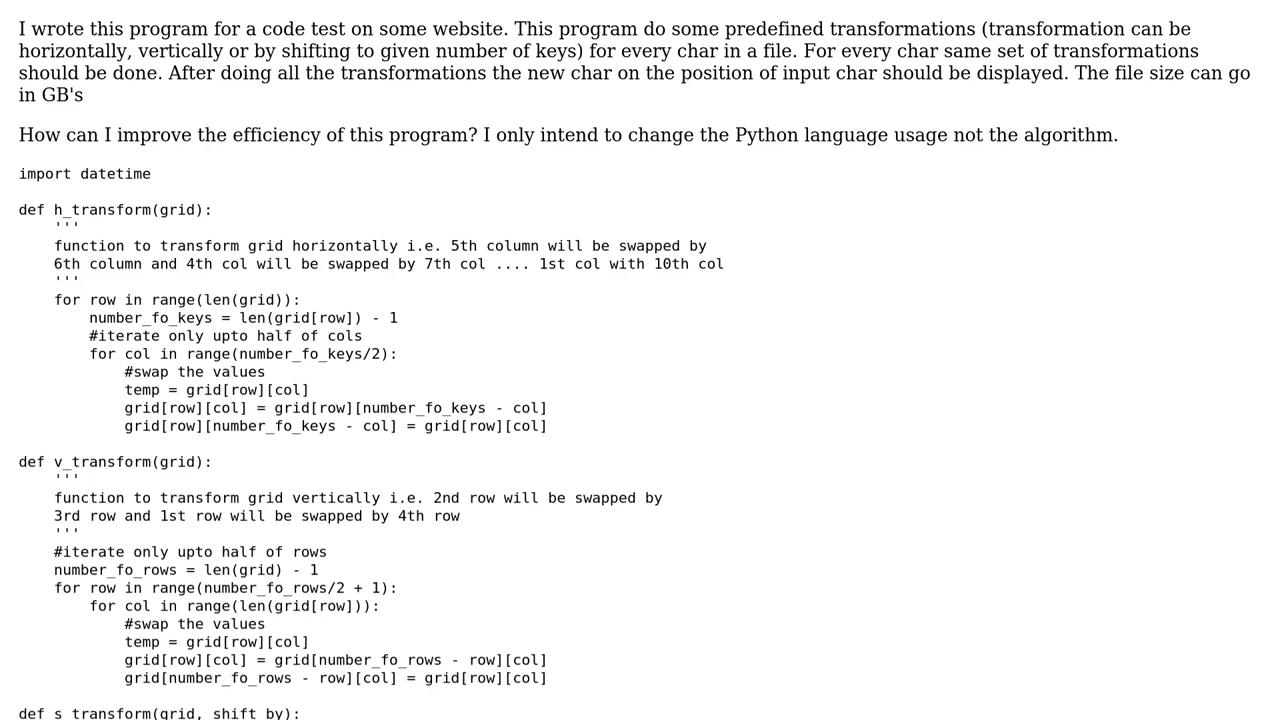 I wrote this program for a code test on some website. This program do some predefined transformations (transformation can be
horizontally, vertically or by shifting to given number of keys) for every char in a file. For every char same set of transformations
should be done. After doing all the transformations the new char on the position of input char should be displayed. The file size can go
in GB's
How can I improve the efficiency of this program? I only intend to change the Python language usage not the algorithm.
import datetime
def h_transform(grid):
    '''
    function to transform grid horizontally i.e. 5th column will be swapped by
    6th column and 4th col will be swapped by 7th col .... 1st col with 10th col
    '''
    for row in range(len(grid)):
        number_fo_keys = len(grid[row]) - 1
        #iterate only upto half of cols
        for col in range(number_fo_keys/2):
            #swap the values
            temp = grid[row][col]
            grid[row][col] = grid[row][number_fo_keys - col]
            grid[row][number_fo_keys - col] = grid[row][col]
def v_transform(grid):
    '''
    function to transform grid vertically i.e. 2nd row will be swapped by
    3rd row and 1st row will be swapped by 4th row
    '''
    #iterate only upto half of rows
    number_fo_rows = len(grid) - 1
    for row in range(number_fo_rows/2 + 1):
        for col in range(len(grid[row])):
            #swap the values
            temp = grid[row][col]
            grid[row][col] = grid[number_fo_rows - row][col]
            grid[number_fo_rows - row][col] = grid[row][col]
def s_transform(grid, shift_by):